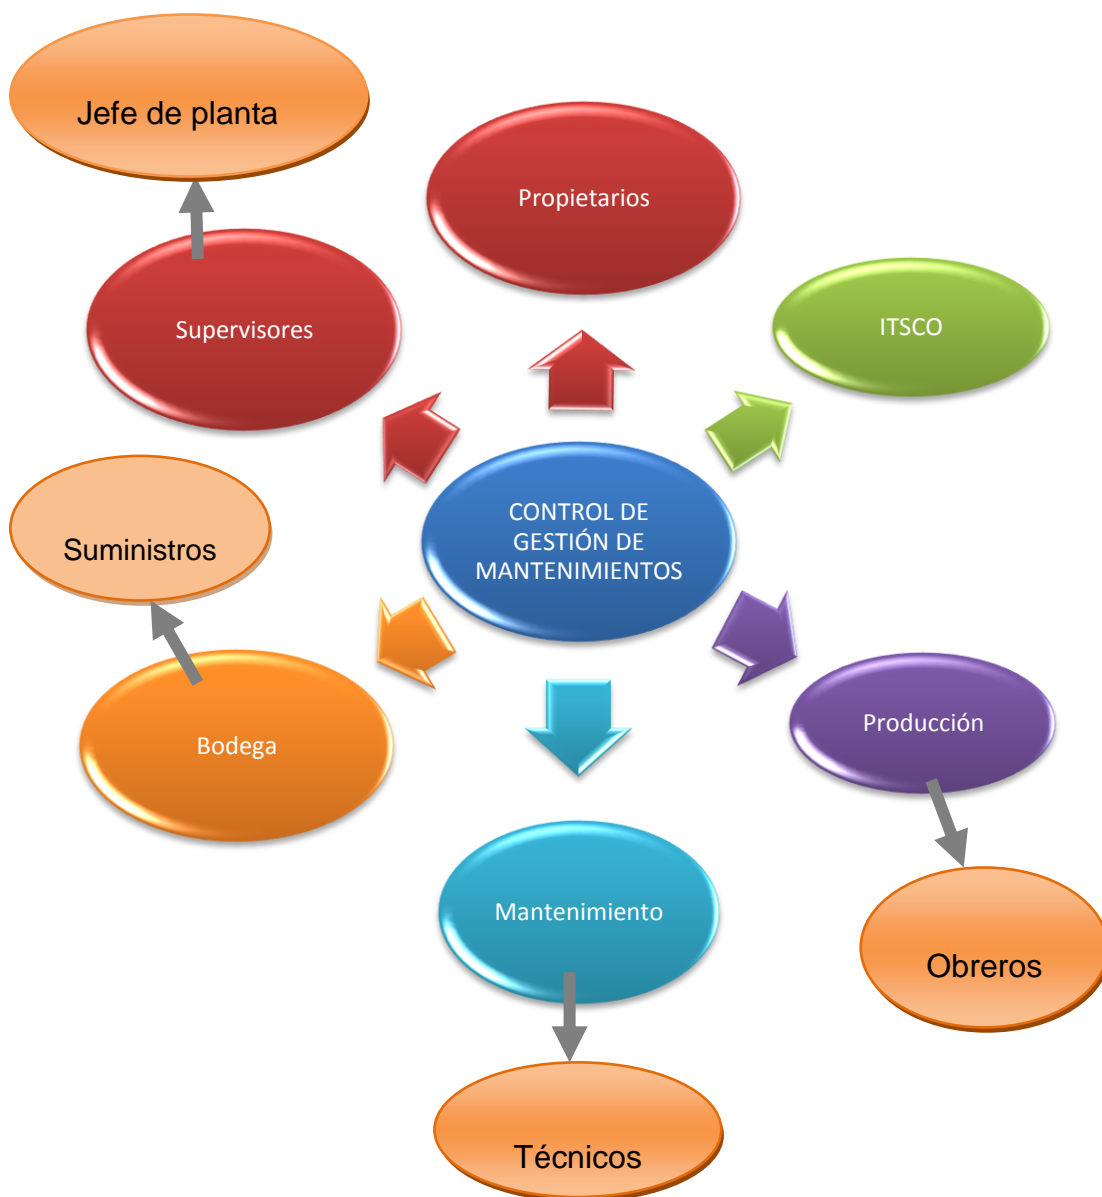 Jefe de planta
Propietarios
Supervisores
ITSCO
CONTROL DE
GESTIÓN DE
MANTENIMIENTOS
Suministros
Bodega
Producción
Mantenimiento
Obreros
Técnicos